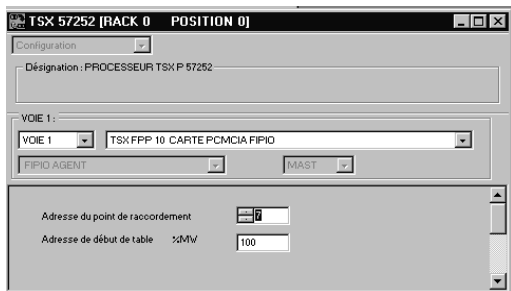 TSX 57252 [RACK 0 POSITION 0]
Configuration
Désignation : PROCESSEUR TSX P 57252
VOIE 1 :
VOIE 1 TSX FPP 10 CARTE PCMCIA FIPIO
FIPIO AGENT MAST
Adresse du point de raccordement 7
Adresse de début de table %MW 100